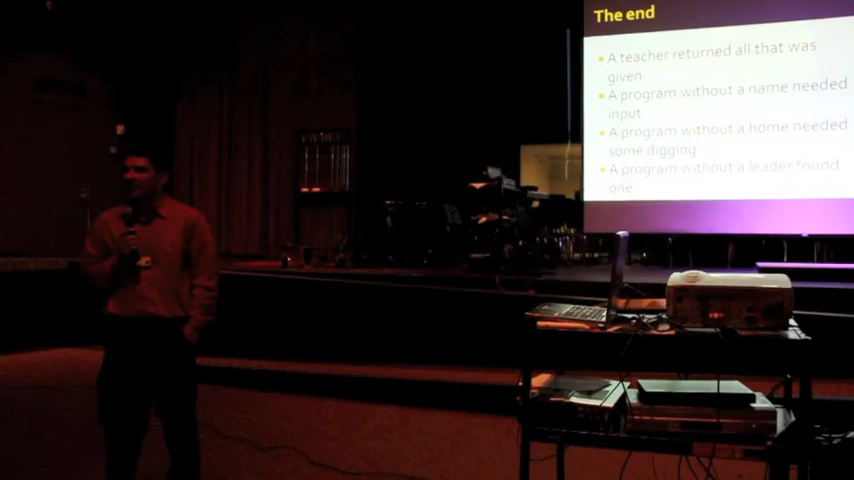 The end
A teacher returned all that was
given
A program without a name needed
input
A program without a home needed
some digging
A program without a leader found
one